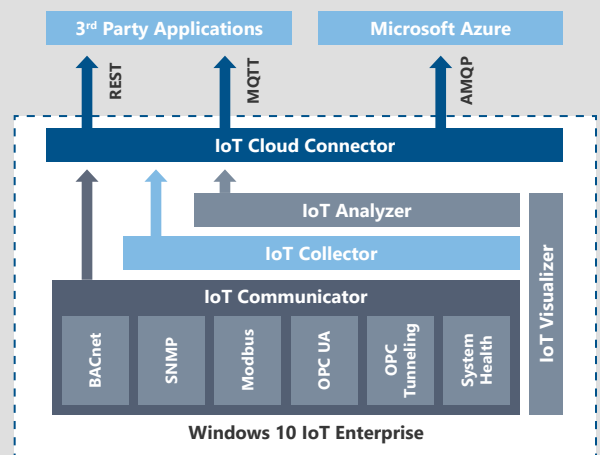 3rd Party Applications
Microsoft Azure
REST
MQTT
AMQP
IoT Cloud Connector
IoT Analyzer
IoT Collector
IoT Visualizer
IoT Communicator
BACnet
SNMP
Modbus
OPC UA
OPC
Tunneling
System
Health
Windows 10 IoT Enterprise